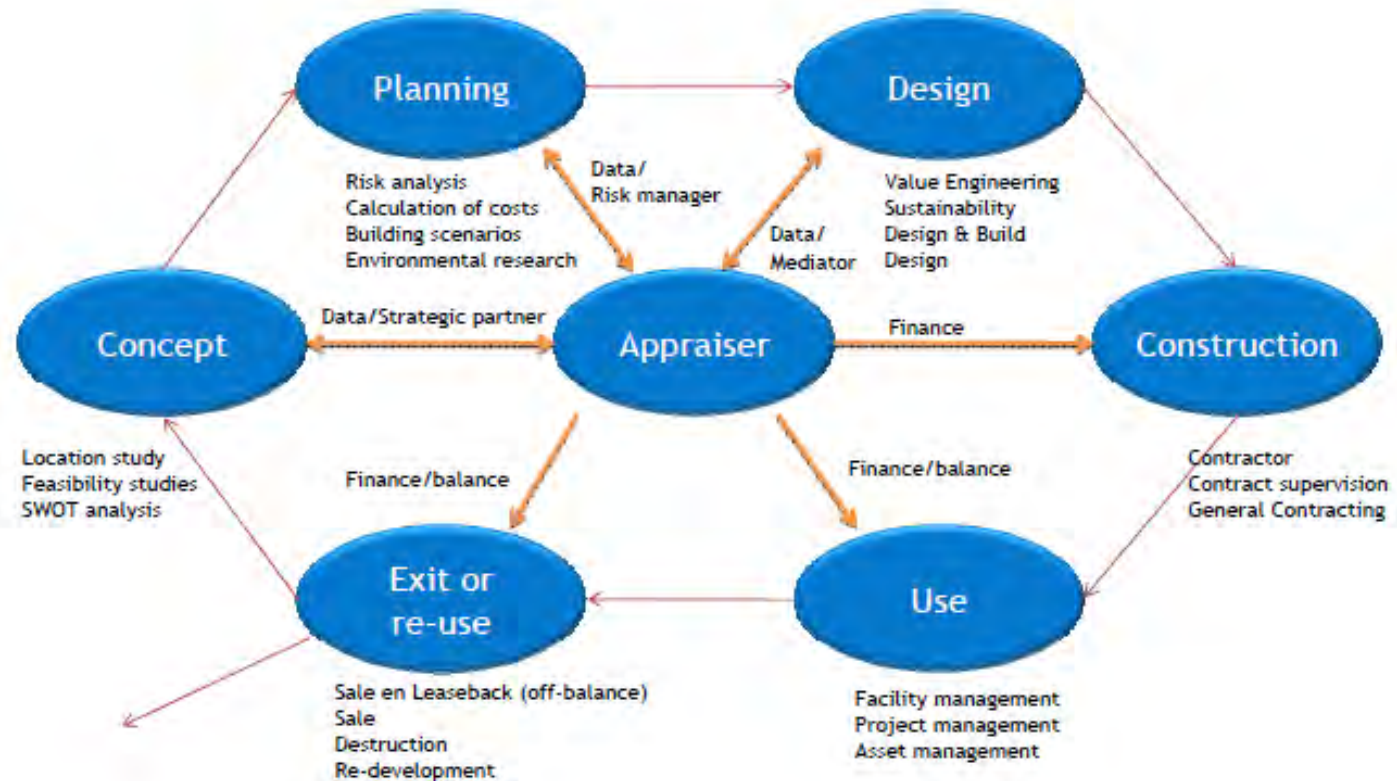 Planning
Design
Risk analysis
Calculation of costs
Building scenarios
Environmental research
Data/
Risk manager
Data/
Mediator
Value Engineering
Sustainability
Design & Build
Design
Concept
Data/Strategic partner
Appraiser
Finance
Construction
Location study
Feasibility studies
SWOT analysis
Finance/balance
Finance/balance
Contractor
Contract supervision
General Contracting
Exit or
re-use
Use
Sale en Leaseback (off-balance)
Sale
Destruction
Re-development
Facility management
Project management
Asset management